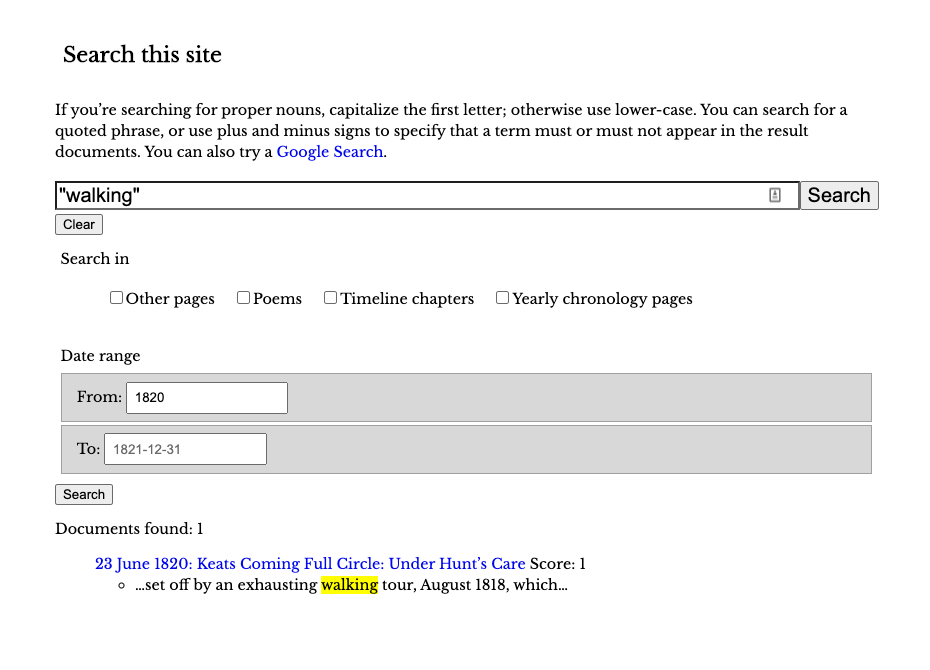 Search this site
If you’re searching for proper nouns, capitalize the first letter; otherwise use lower-case. You can search for a
quoted phrase, or use plus and minus signs to specify that a term must or must not appear in the result
documents. You can also try a Google Search.
"walking" Search
Clear
Search in
Other pages Poems Timeline chapters Yearly chronology pages
Date range
From: 1820
To: 1821-12-31
Search
Documents found: 1
23 June 1820: Keats Coming Full Circle: Under Hunt’s Care Score: 1
...set off by an exhausting walking tour, August 1818, which...